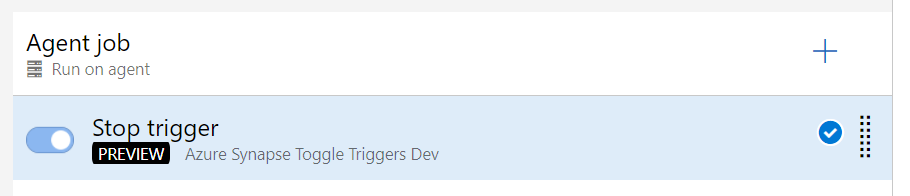 Agent job
Run on agent
Stop trigger
PREVIEW Azure Synapse Toggle Triggers Dev